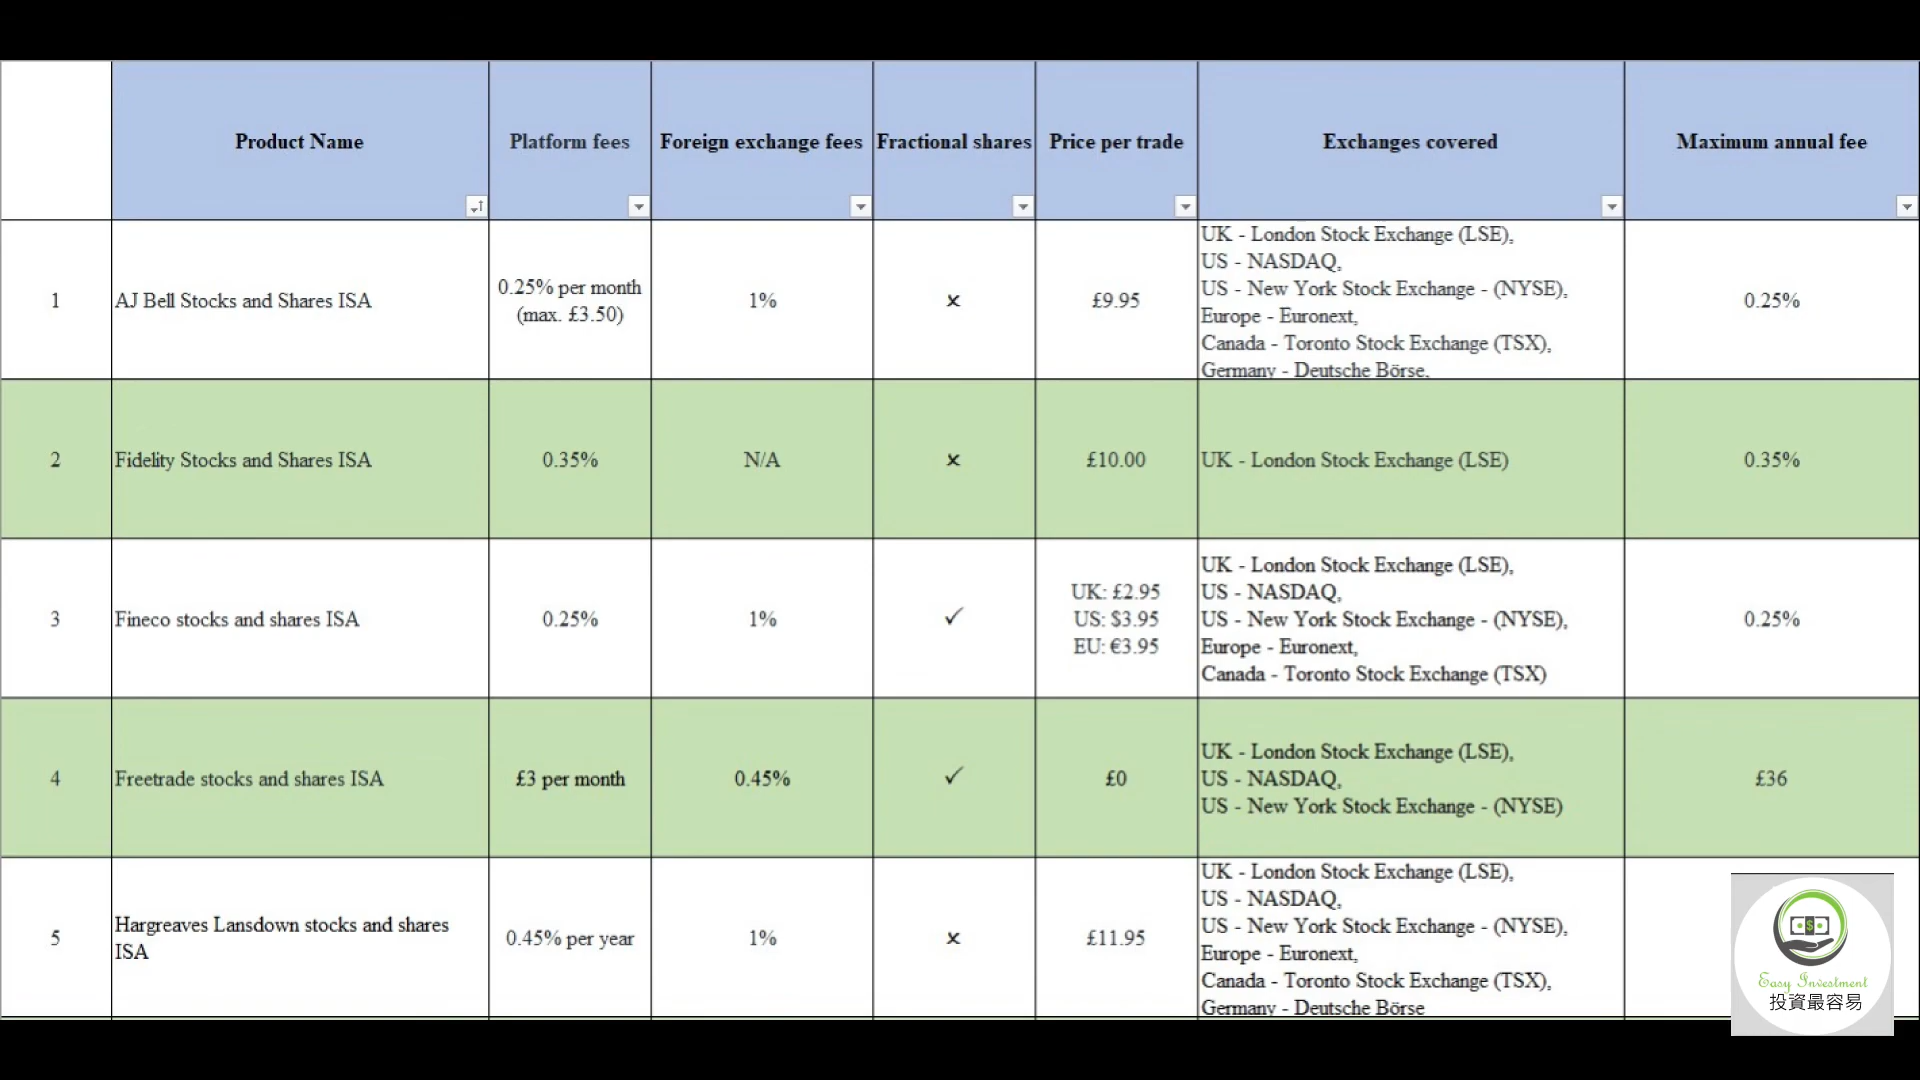 Product Name
Platform fees
Foreign exchange fees
Fractional shares
Price per trade
Exchanges covered
Maximum annual fee
1
AJ Bell Stocks and Shares ISA
0.25% per month
(max. £3.50)
1%
×
£9.95
UK - London Stock Exchange (LSE),
US - NASDAQ,
US - New York Stock Exchange - (NYSE),
Europe - Euronext,
Canada - Toronto Stock Exchange (TSX),
Germany - Deutsche Börse,
0.25%
2
Fidelity Stocks and Shares ISA
0.35%
N/A
×
£10.00
UK - London Stock Exchange (LSE)
0.35%
3
Fineco stocks and shares ISA
0.25%
1%
✓
UK: £2.95
US: $3.95
EU: €3.95
UK - London Stock Exchange (LSE),
US - NASDAQ,
US - New York Stock Exchange - (NYSE),
Europe - Euronext,
Canada - Toronto Stock Exchange (TSX)
0.25%
4
Freetrade stocks and shares ISA
£3 per month
0.45%
✓
£0
UK - London Stock Exchange (LSE),
US - NASDAQ,
US - New York Stock Exchange - (NYSE)
£36
5
Hargreaves Lansdown stocks and shares
ISA
0.45% per year
1%
×
£11.95
UK - London Stock Exchange (LSE),
US - NASDAQ,
US - New York Stock Exchange - (NYSE),
Europe - Euronext,
Canada - Toronto Stock Exchange (TSX),
Germany - Deutsche Börse
$
Easy Investment
投資最容易